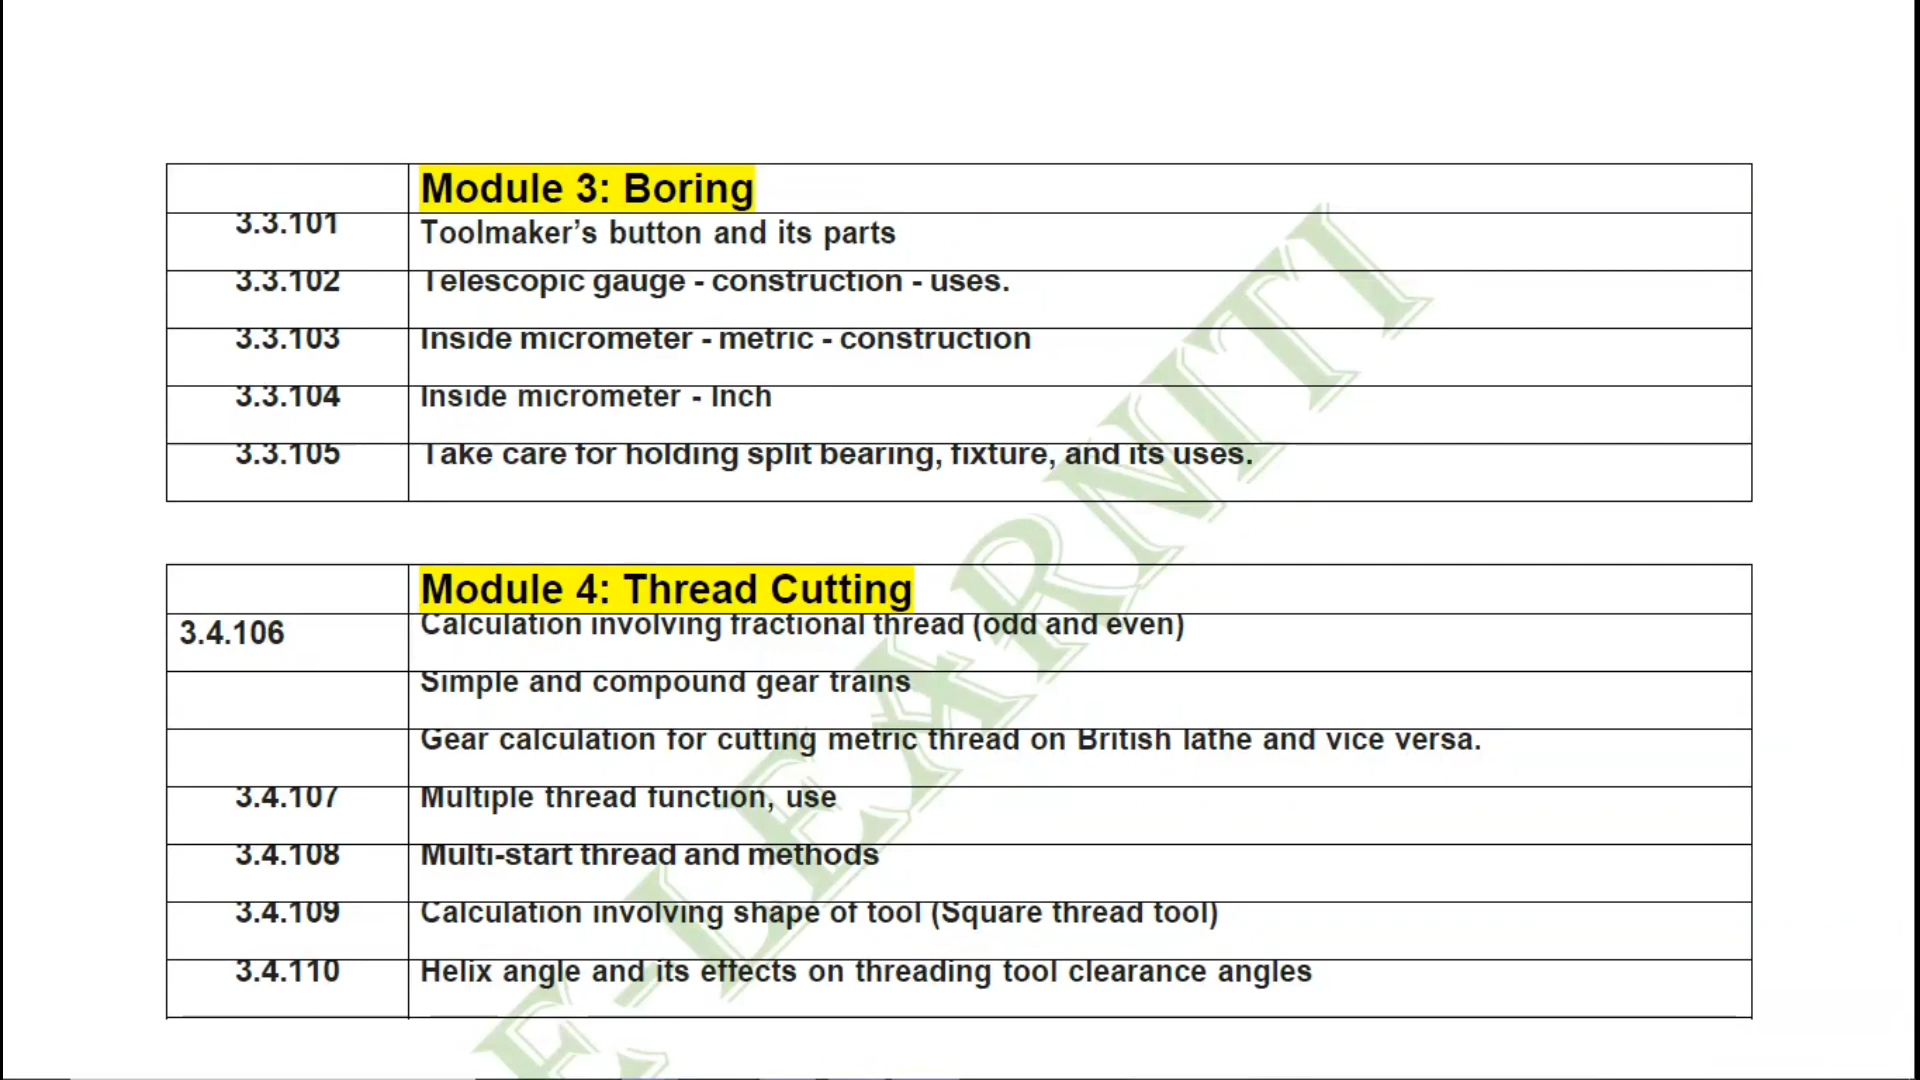 Module 3: Boring
3.3.101 Toolmaker’s button and its parts
3.3.102 Telescopic gauge - construction - uses.
3.3.103 Inside micrometer - metric - construction
3.3.104 Inside micrometer - Inch
3.3.105 Take care for holding split bearing, fixture, and its uses.
Module 4: Thread Cutting
3.4.106 Calculation involving fractional thread (odd and even)
Simple and compound gear trains
Gear calculation for cutting metric thread on British lathe and vice versa.
3.4.107 Multiple thread function, use
3.4.108 Multi-start thread and methods
3.4.109 Calculation involving shape of tool (Square thread tool)
3.4.110 Helix angle and its effects on threading tool clearance angles
E-LEARNITI